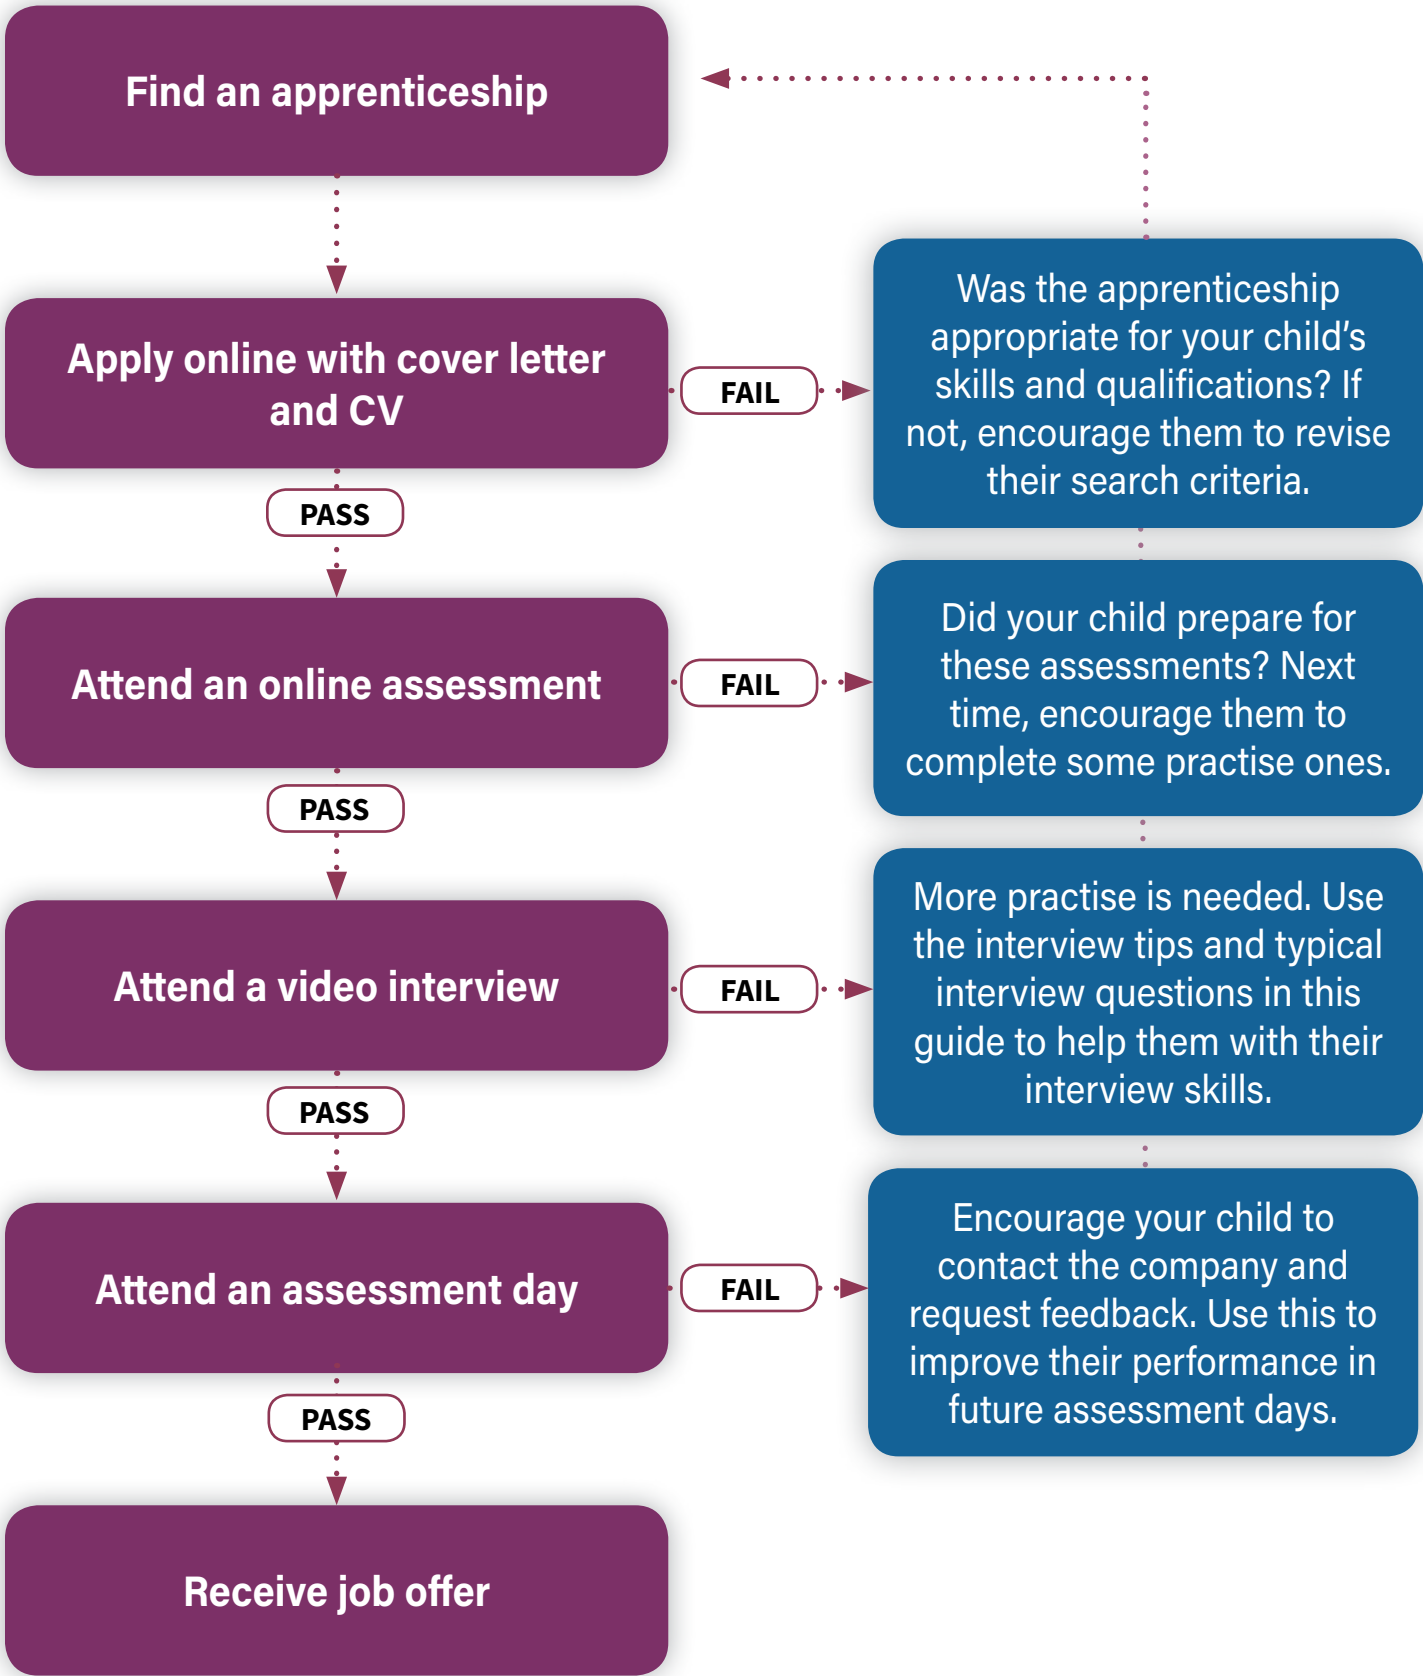 Find an apprenticeship
Apply online with cover letter
and CV
FAIL
Was the apprenticeship
appropriate for your child’s
skills and qualifications? If
not, encourage them to revise
their search criteria.
PASS
Attend an online assessment
FAIL
Did your child prepare for
these assessments? Next
time, encourage them to
complete some practise ones.
PASS
Attend a video interview
FAIL
More practise is needed. Use
the interview tips and typical
interview questions in this
guide to help them with their
interview skills.
PASS
Attend an assessment day
FAIL
Encourage your child to
contact the company and
request feedback. Use this to
improve their performance in
future assessment days.
PASS
Receive job offer